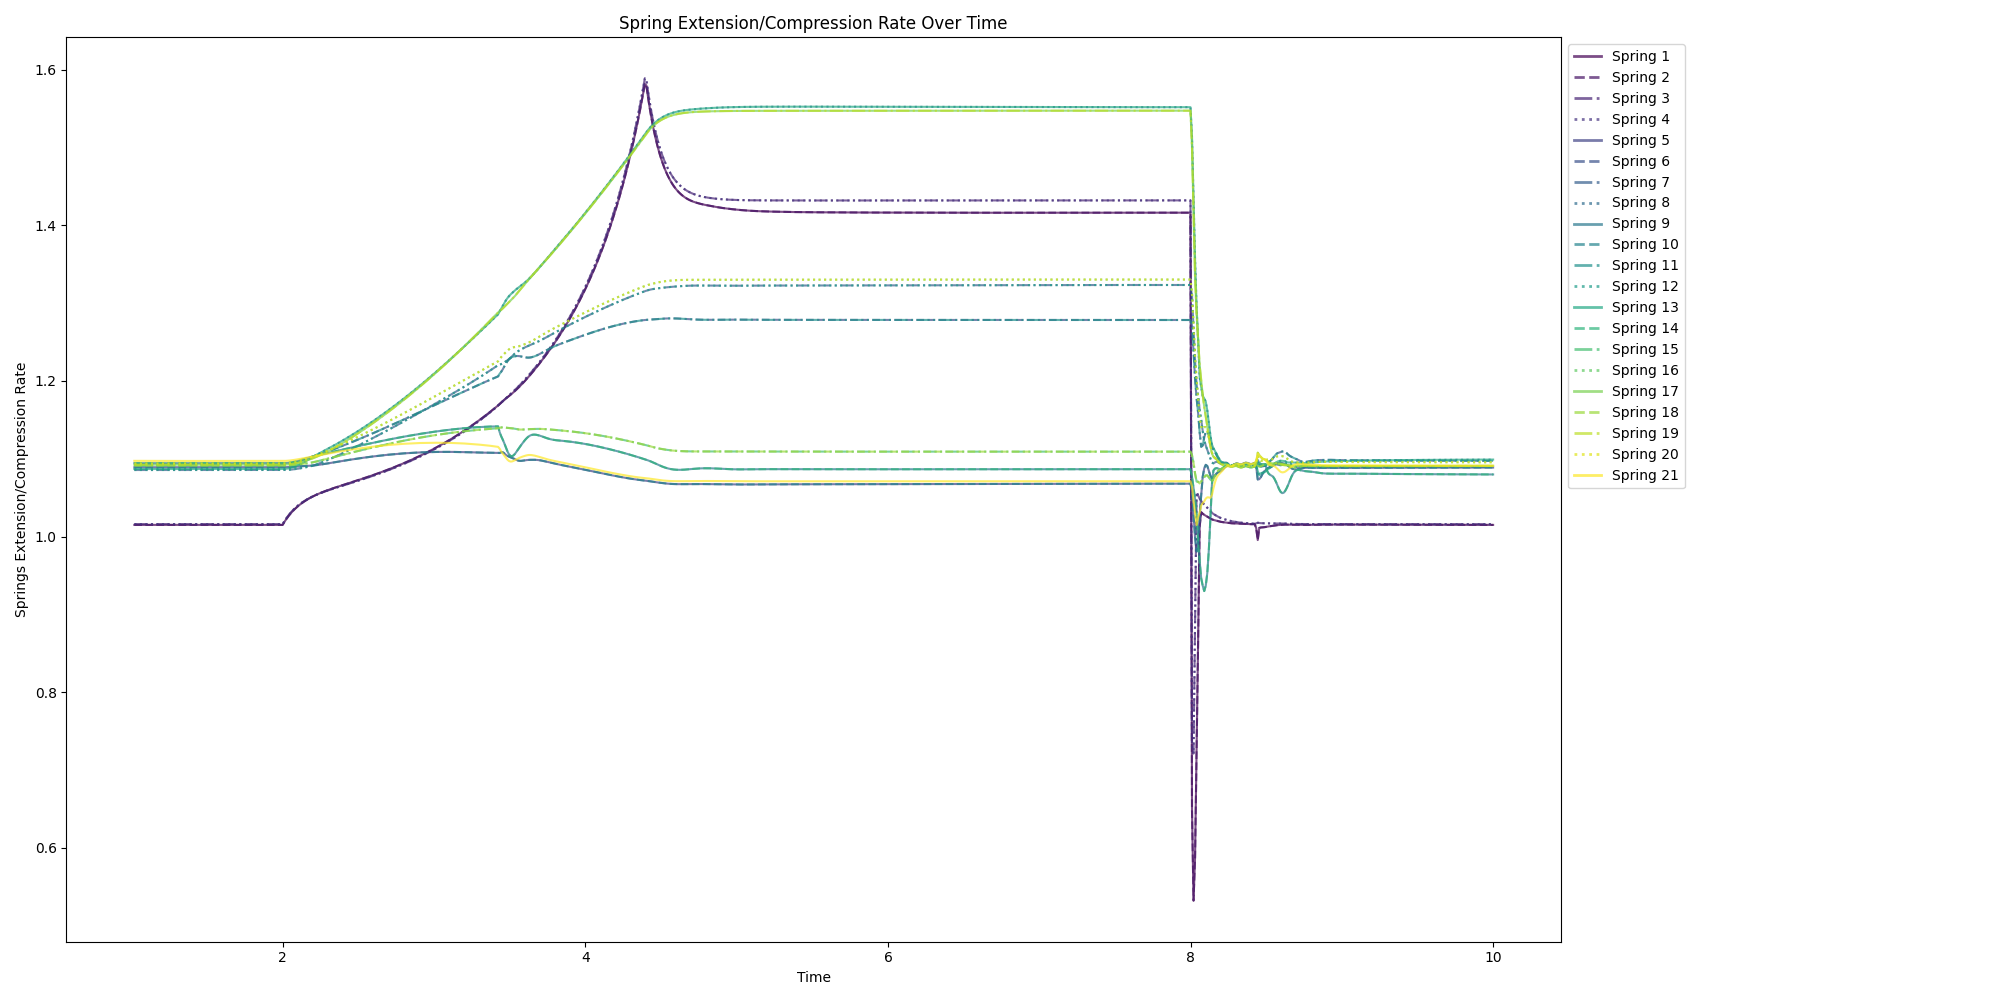 Spring Extension/Compression Rate Over Time
Springs Extension/Compression Rate
1.6
1.4
1.2
1.0
0.8
0.6
2
4
6
8
10
Time
Spring 1
Spring 2
Spring 3
Spring 4
Spring 5
Spring 6
Spring 7
Spring 8
Spring 9
Spring 10
Spring 11
Spring 12
Spring 13
Spring 14
Spring 15
Spring 16
Spring 17
Spring 18
Spring 19
Spring 20
Spring 21